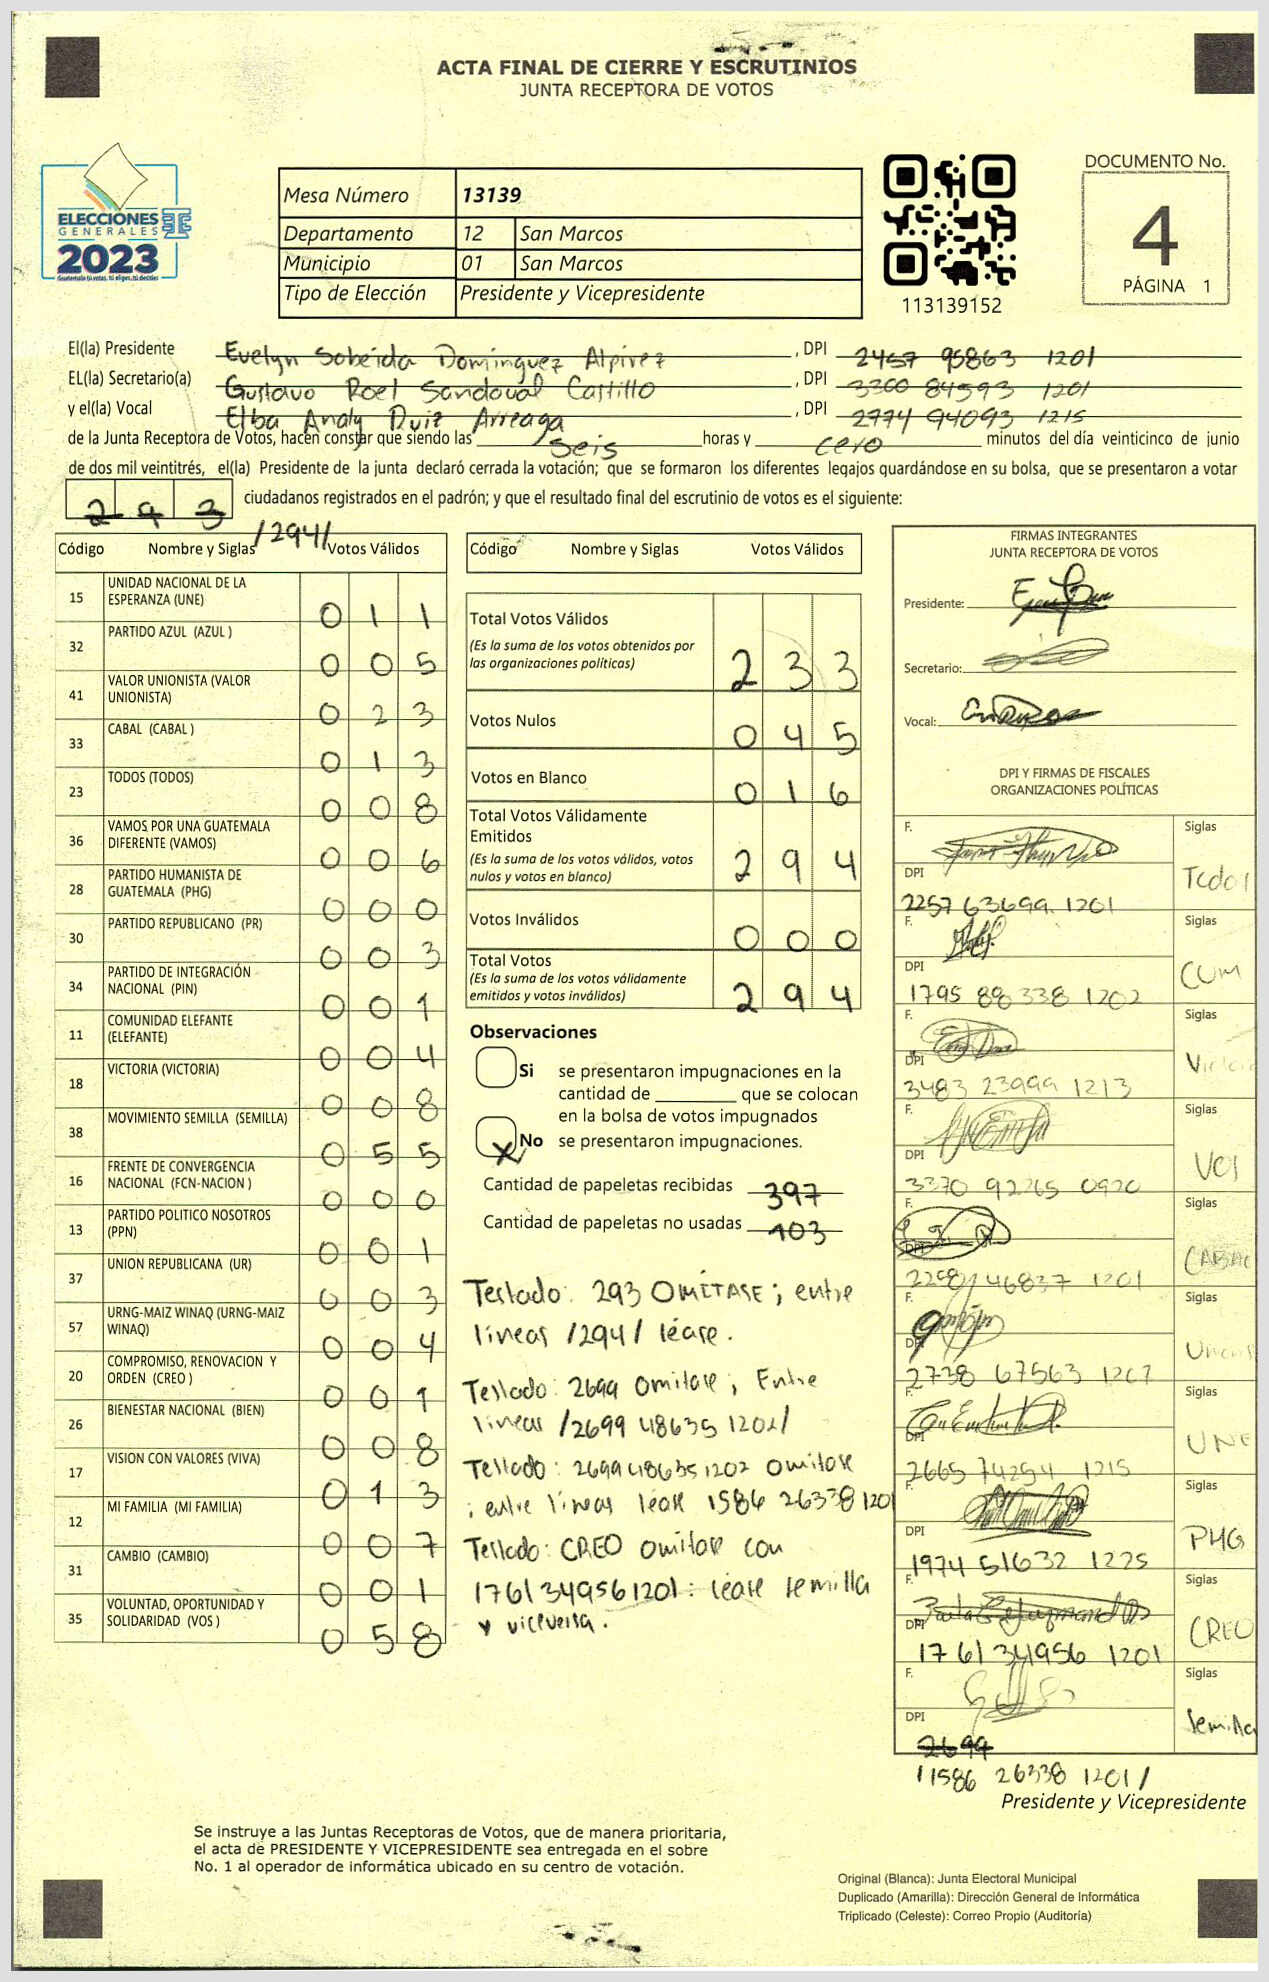 ACTA FINAL DE CIERRE Y ESCRUTINIOS
JUNTA RECEPTORA DE VOTOS
ELECCIONES
GENERALES
2023
Guatemala tú votas, tú eliges, tú decides
Mesa Número 13139
Departamento 12 San Marcos
Municipio 01 San Marcos
Tipo de Elección Presidente y Vicepresidente
113139152
DOCUMENTO No.
4
PÁGINA 1
El(la) Presidente Evelyn Sobeida Domínguez Alpirez , DPI 2457 95863 1201
EL(la) Secretario(a) Gustavo Roel Sandoval Castillo , DPI 3300 84593 1201
y el(la) Vocal Elba Analy Ruiz Arreaga , DPI 2774 94093 1215
de la Junta Receptora de Votos, hacen constar que siendo las seis horas y cero minutos del día veinticinco de junio
de dos mil veintitrés, el(la) Presidente de la junta declaró cerrada la votación; que se formaron los diferentes legajos quardándose en su bolsa, que se presentaron a votar
293 ciudadanos registrados en el padrón; y que el resultado final del escrutinio de votos es el siguiente:
/294/
Código Nombre y Siglas Votos Válidos
15 UNIDAD NACIONAL DE LA ESPERANZA (UNE) 0 1 1
32 PARTIDO AZUL (AZUL ) 0 0 5
41 VALOR UNIONISTA (VALOR UNIONISTA) 0 2 3
33 CABAL (CABAL ) 0 1 3
23 TODOS (TODOS) 0 0 8
36 VAMOS POR UNA GUATEMALA DIFERENTE (VAMOS) 0 0 6
28 PARTIDO HUMANISTA DE GUATEMALA (PHG) 0 0 0
30 PARTIDO REPUBLICANO (PR) 0 0 3
34 PARTIDO DE INTEGRACIÓN NACIONAL (PIN) 0 0 1
11 COMUNIDAD ELEFANTE (ELEFANTE) 0 0 4
18 VICTORIA (VICTORIA) 0 0 8
38 MOVIMIENTO SEMILLA (SEMILLA) 0 5 5
16 FRENTE DE CONVERGENCIA NACIONAL (FCN-NACION ) 0 0 0
13 PARTIDO POLITICO NOSOTROS (PPN) 0 0 1
37 UNION REPUBLICANA (UR) 0 0 3
57 URNG-MAIZ WINAQ (URNG-MAIZ WINAQ) 0 0 4
20 COMPROMISO, RENOVACION Y ORDEN (CREO ) 0 0 1
26 BIENESTAR NACIONAL (BIEN) 0 0 8
17 VISION CON VALORES (VIVA) 0 1 3
12 MI FAMILIA (MI FAMILIA) 0 0 7
31 CAMBIO (CAMBIO) 0 0 1
35 VOLUNTAD, OPORTUNIDAD Y SOLIDARIDAD (VOS ) 0 5 8
Código Nombre y Siglas Votos Válidos
Total Votos Válidos 2 3 3
(Es la suma de los votos obtenidos por
las organizaciones políticas)
Votos Nulos 0 4 5
Votos en Blanco 0 1 6
Total Votos Válidamente
Emitidos 2 9 4
(Es la suma de los votos válidos, votos
nulos y votos en blanco)
Votos Inválidos 0 0 0
Total Votos 2 9 4
(Es la suma de los votos válidamente
emitidos y votos inválidos)
Observaciones
Si se presentaron impugnaciones en la
cantidad de ________ que se colocan
en la bolsa de votos impugnados
X No se presentaron impugnaciones.
Cantidad de papeletas recibidas 397
Cantidad de papeletas no usadas 103
Testado: 293 OMÍTASE; entre
lineas /294/ léase.
Testado: 2699 Omitase; Entre
lineas /2699 48635 1202/
Testado: 2699 48635 1202 Omitase
; entre lineas léase 1586 26338 1201
Testado: CREO omitase con
1761 34956 1201: léase semilla
y viceversa.
FIRMAS INTEGRANTES
JUNTA RECEPTORA DE VOTOS
Presidente:
Secretario:
Vocal:
DPI Y FIRMAS DE FISCALES
ORGANIZACIONES POLÍTICAS
F. Siglas
DPI Todos
2257 63699 1201
F. Siglas
DPI CUM
1795 88 338 1202
F. Siglas
DPI Victoria
3483 23999 1213
F. Siglas
DPI VOS
3370 92265 0920
F. Siglas
DPI CABAL
2258 46837 1201
F. Siglas
DPI
2738 67563 1207
F. Siglas
DPI UNE
2665 74254 1215
F. Siglas
DPI PHG
1974 51632 1225
F. Siglas
DPI CREO
1761 34956 1201
F. Siglas
DPI Semilla
2699
/1586 26338 1201/
Presidente y Vicepresidente
Se instruye a las Juntas Receptoras de Votos, que de manera prioritaria,
el acta de PRESIDENTE Y VICEPRESIDENTE sea entregada en el sobre
No. 1 al operador de informática ubicado en su centro de votación.
Original (Blanca): Junta Electoral Municipal
Duplicado (Amarilla): Dirección General de Informática
Triplicado (Celeste): Correo Propio (Auditoría)